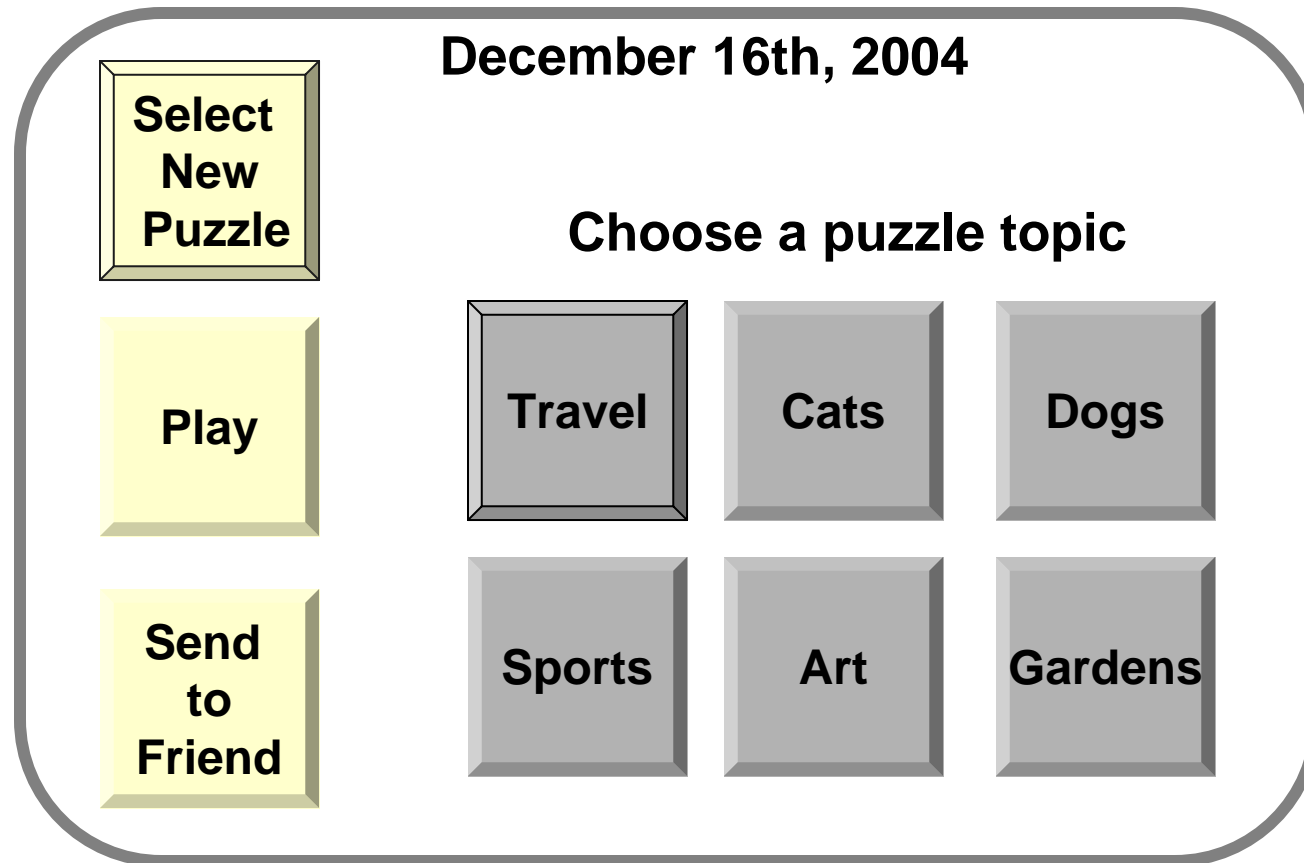 December 16th, 2004
Select
New
Puzzle
Choose a puzzle topic
Play
Travel
Cats
Dogs
Send
to
Friend
Sports
Art
Gardens